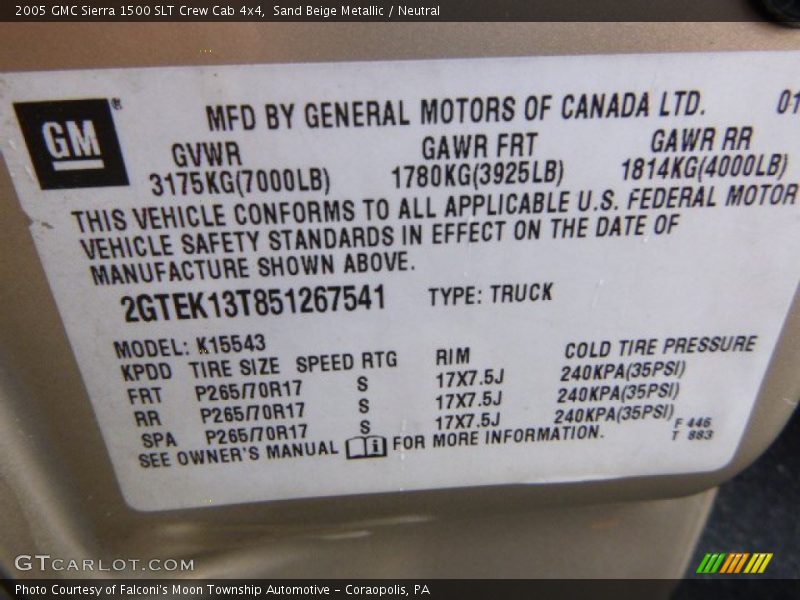 2005 GMC Sierra 1500 SLT Crew Cab 4x4, Sand Beige Metallic / Neutral
GM ®
MFD BY GENERAL MOTORS OF CANADA LTD. 01
GVWR GAWR FRT GAWR RR
3175KG(7000LB) 1780KG(3925LB) 1814KG(4000LB)
THIS VEHICLE CONFORMS TO ALL APPLICABLE U.S. FEDERAL MOTOR
VEHICLE SAFETY STANDARDS IN EFFECT ON THE DATE OF
MANUFACTURE SHOWN ABOVE.
2GTEK13T851267541 TYPE: TRUCK
MODEL: K15543
KPDD TIRE SIZE SPEED RTG RIM COLD TIRE PRESSURE
FRT P265/70R17 S 17X7.5J 240KPA(35PSI)
RR P265/70R17 S 17X7.5J 240KPA(35PSI)
SPA P265/70R17 S 17X7.5J 240KPA(35PSI)
SEE OWNER'S MANUAL i FOR MORE INFORMATION.
F 446
T 883
GTCARLOT.COM
Photo Courtesy of Falconi's Moon Township Automotive – Coraopolis, PA